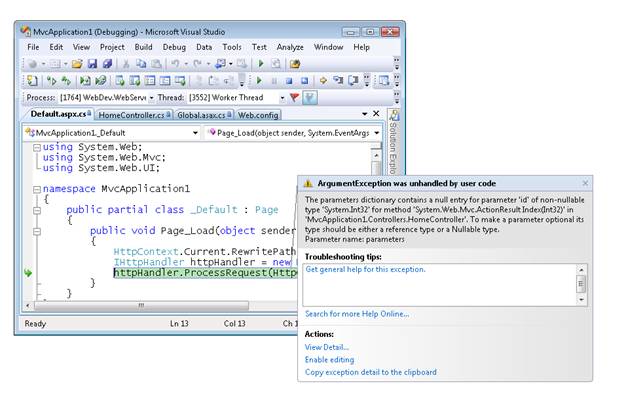 MvcApplication1 (Debugging) - Microsoft Visual Studio
File Edit View Project Build Debug Data Tools Test Analyze Window Help
Process: [1764] WebDev.WebServ Thread: [3552] Worker Thread
Default.aspx.cs HomeController.cs Global.asax.cs Web.config
MvcApplication1._Default Page_Load(object sender, System.EventArgs
Solution Explo
using System.Web;
using System.Web.Mvc;
using System.Web.UI;
namespace MvcApplication1
{
public partial class _Default : Page
{
public void Page_Load(object sender
{
HttpContext.Current.RewritePath
IHttpHandler httpHandler = new
httpHandler.ProcessRequest(Http
}
}
Ready Ln 13 Col 13 Ch 1
ArgumentException was unhandled by user code
The parameters dictionary contains a null entry for parameter 'id' of non-nullable
type 'System.Int32' for method 'System.Web.Mvc.ActionResult Index(Int32)' in
'MvcApplication1.Controllers.HomeController'. To make a parameter optional its
type should be either a reference type or a Nullable type.
Parameter name: parameters
Troubleshooting tips:
Get general help for this exception.
Search for more Help Online...
Actions:
View Detail...
Enable editing
Copy exception detail to the clipboard